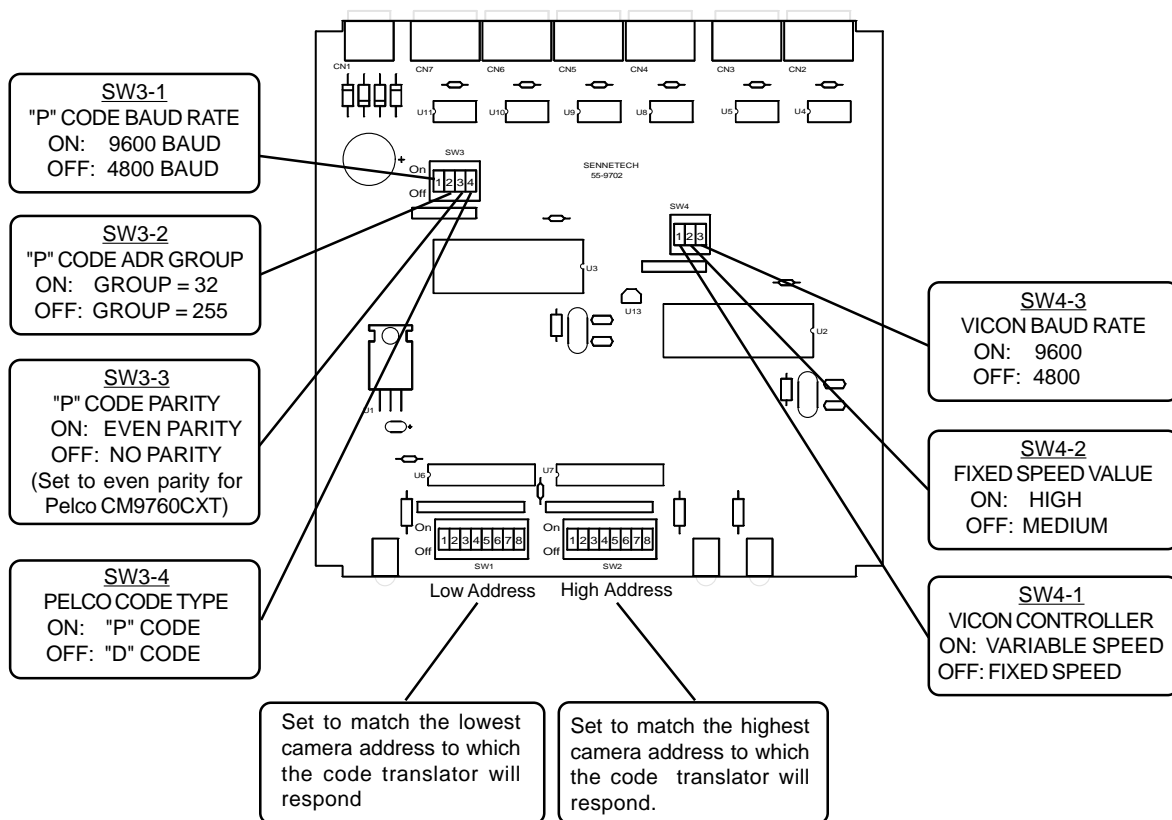 CN1
CN7
CN6
CN5
CN4
CN3
CN2
U11
U10
U9
U8
U5
U4
SW3-1
"P" CODE BAUD RATE
ON: 9600 BAUD
OFF: 4800 BAUD
+
SW3
On
1 2 3 4
Off
SENNETECH
55-9702
SW4
1 2 3
SW3-2
"P" CODE ADR GROUP
ON: GROUP = 32
OFF: GROUP = 255
U3
U13
U2
SW4-3
VICON BAUD RATE
ON: 9600
OFF: 4800
SW3-3
"P" CODE PARITY
ON: EVEN PARITY
OFF: NO PARITY
(Set to even parity for
Pelco CM9760CXT)
U1
+
SW4-2
FIXED SPEED VALUE
ON: HIGH
OFF: MEDIUM
U6
U7
On
1 2 3 4 5 6 7 8
Off
SW1
On
1 2 3 4 5 6 7 8
Off
SW2
SW3-4
PELCO CODE TYPE
ON: "P" CODE
OFF: "D" CODE
Low Address
High Address
SW4-1
VICON CONTROLLER
ON: VARIABLE SPEED
OFF: FIXED SPEED
Set to match the lowest
camera address to which
the code translator will
respond
Set to match the highest
camera address to which
the code translator will
respond.